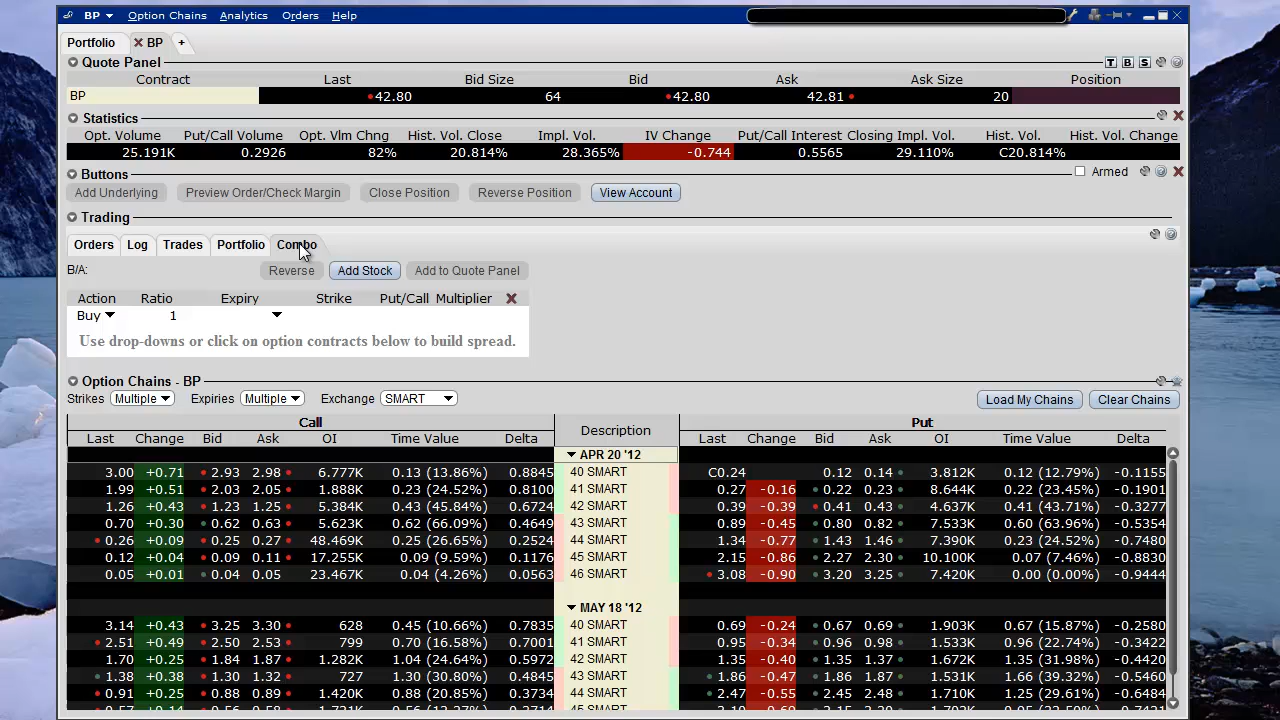 BP Option Chains Analytics Orders Help
Portfolio BP +
Quote Panel T B S
Contract Last Bid Size Bid Ask Ask Size Position
BP 42.80 64 42.80 42.81 20
Statistics
Opt. Volume Put/Call Volume Opt. Vlm Chng Hist. Vol. Close Impl. Vol. IV Change Put/Call Interest Closing Impl. Vol. Hist. Vol. Hist. Vol. Change
25.191K 0.2926 82% 20.814% 28.365% -0.744 0.5565 29.110% C20.814%
Buttons Armed
Add Underlying Preview Order/Check Margin Close Position Reverse Position View Account
Trading
Orders Log Trades Portfolio Combo
B/A: Reverse Add Stock Add to Quote Panel
Action Ratio Expiry Strike Put/Call Multiplier
Buy 1
Use drop-downs or click on option contracts below to build spread.
Option Chains - BP
Strikes Multiple Expiries Multiple Exchange SMART Load My Chains Clear Chains
Call Description Put
Last Change Bid Ask OI Time Value Delta Last Change Bid Ask OI Time Value Delta
APR 20 '12
3.00 +0.71 2.93 2.98 6.777K 0.13 (13.86%) 0.8845 40 SMART C0.24 0.12 0.14 3.812K 0.12 (12.79%) -0.1155
1.99 +0.51 2.03 2.05 1.888K 0.23 (24.52%) 0.8100 41 SMART 0.27 -0.16 0.22 0.23 8.644K 0.22 (23.45%) -0.1901
1.26 +0.43 1.23 1.25 5.384K 0.43 (45.84%) 0.6724 42 SMART 0.39 -0.39 0.41 0.43 4.637K 0.41 (43.71%) -0.3277
0.70 +0.30 0.62 0.63 5.623K 0.62 (66.09%) 0.4649 43 SMART 0.89 -0.45 0.80 0.82 7.533K 0.60 (63.96%) -0.5354
0.26 +0.09 0.25 0.27 48.469K 0.25 (26.65%) 0.2524 44 SMART 1.34 -0.77 1.43 1.46 7.390K 0.23 (24.52%) -0.7480
0.12 +0.04 0.09 0.11 17.255K 0.09 (9.59%) 0.1176 45 SMART 2.15 -0.86 2.27 2.30 10.100K 0.07 (7.46%) -0.8830
0.05 +0.01 0.04 0.05 23.467K 0.04 (4.26%) 0.0563 46 SMART 3.08 -0.90 3.20 3.25 7.420K 0.00 (0.00%) -0.9444
MAY 18 '12
3.14 +0.43 3.25 3.30 628 0.45 (10.66%) 0.7835 40 SMART 0.69 -0.24 0.67 0.69 1.903K 0.67 (15.87%) -0.2580
2.51 +0.49 2.50 2.53 799 0.70 (16.58%) 0.7001 41 SMART 0.95 -0.34 0.96 0.98 1.533K 0.96 (22.74%) -0.3422
1.70 +0.25 1.84 1.87 1.282K 1.04 (24.64%) 0.5972 42 SMART 1.35 -0.40 1.35 1.37 1.672K 1.35 (31.98%) -0.4420
1.38 +0.38 1.30 1.32 727 1.30 (30.80%) 0.4845 43 SMART 1.86 -0.47 1.86 1.87 1.531K 1.66 (39.32%) -0.5460
0.91 +0.25 0.88 0.89 1.420K 0.88 (20.85%) 0.3734 44 SMART 2.47 -0.55 2.45 2.48 1.710K 1.25 (29.61%) -0.6484
45 SMART